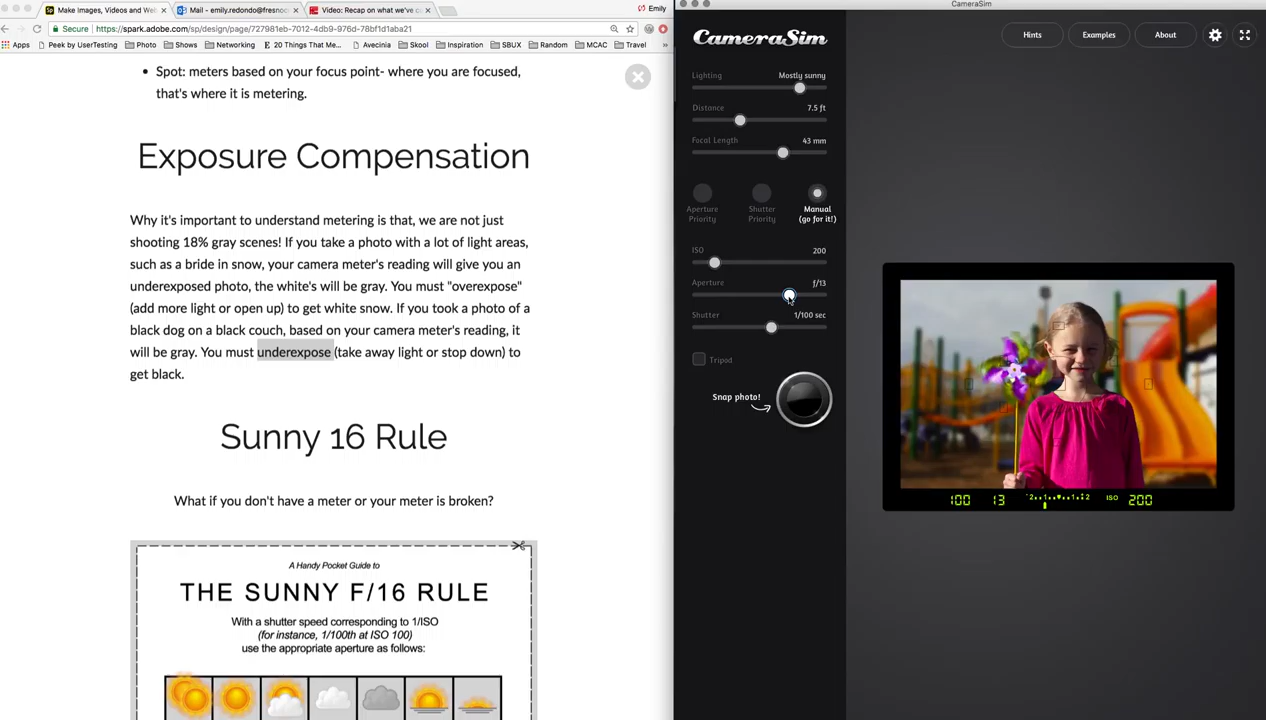 Make Images, Videos and We
Mail - emily.redondo@fresno
Video: Recap on what we've c
Emily
Secure
https://spark.adobe.com/sp/design/page/727981eb-7012-4db9-976d-78bf1d1aba21
Apps
Peek by UserTesting
Photo
Shows
Networking
20 Things That Me...
Avecinia
Skool
Inspiration
SBUX
Random
MCAC
Travel
»
• Spot: meters based on your focus point- where you are focused,
that's where it is metering.
Exposure Compensation
Why it's important to understand metering is that, we are not just
shooting 18% gray scenes! If you take a photo with a lot of light areas,
such as a bride in snow, your camera meter's reading will give you an
underexposed photo, the white's will be gray. You must "overexpose"
(add more light or open up) to get white snow. If you took a photo of a
black dog on a black couch, based on your camera meter's reading, it
will be gray. You must underexpose (take away light or stop down) to
get black.
Sunny 16 Rule
What if you don't have a meter or your meter is broken?
A Handy Pocket Guide to
THE SUNNY F/16 RULE
With a shutter speed corresponding to 1/ISO
(for instance, 1/100th at ISO 100)
use the appropriate aperture as follows:
CameraSim
CameraSim
Hints
Examples
About
Lighting
Mostly sunny
Distance
7.5 ft
Focal Length
43 mm
Aperture
Priority
Shutter
Priority
Manual
(go for it!)
ISO
200
Aperture
ƒ/13
Shutter
1/100 sec
Tripod
Snap photo!
100 13 2··1··▾··1··2 ISO 200